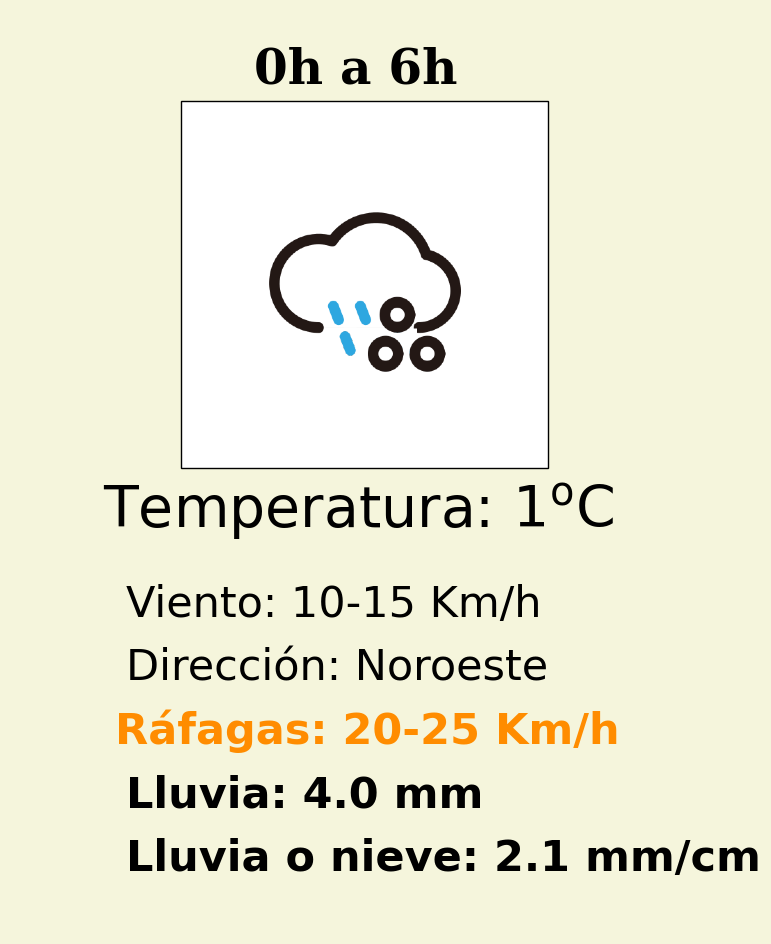 0h a 6h
Temperatura: 1ºC
Viento: 10-15 Km/h
Dirección: Noroeste
Ráfagas: 20-25 Km/h
Lluvia: 4.0 mm
Lluvia o nieve: 2.1 mm/cm